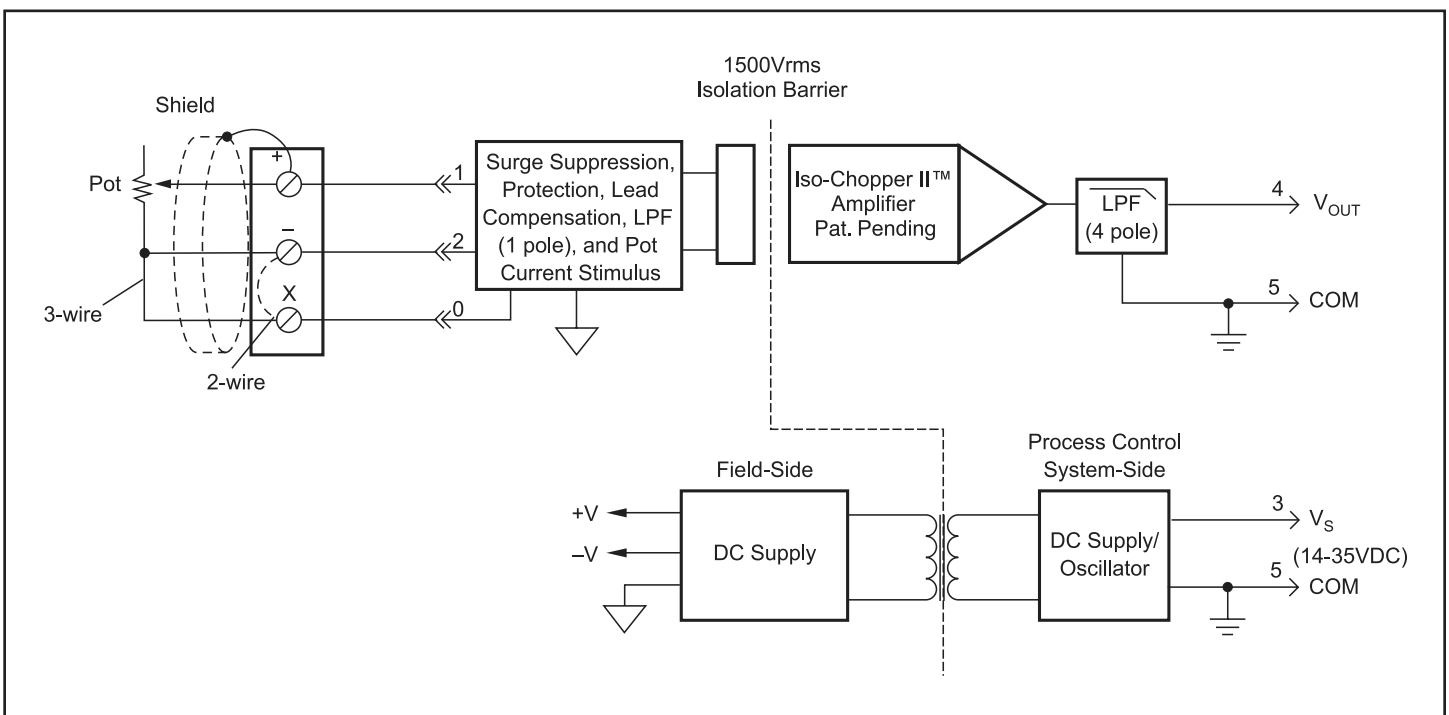 1500Vrms
Isolation Barrier
Shield
Pot
+
–
X
3-wire
2-wire
1
2
0
Surge Suppression,
Protection, Lead
Compensation, LPF
(1 pole), and Pot
Current Stimulus
Iso-Chopper II™
Amplifier
Pat. Pending
LPF
(4 pole)
4
VOUT
5
COM
Field-Side
+V
–V
DC Supply
Process Control
System-Side
DC Supply/
Oscillator
3
VS
(14-35VDC)
5
COM